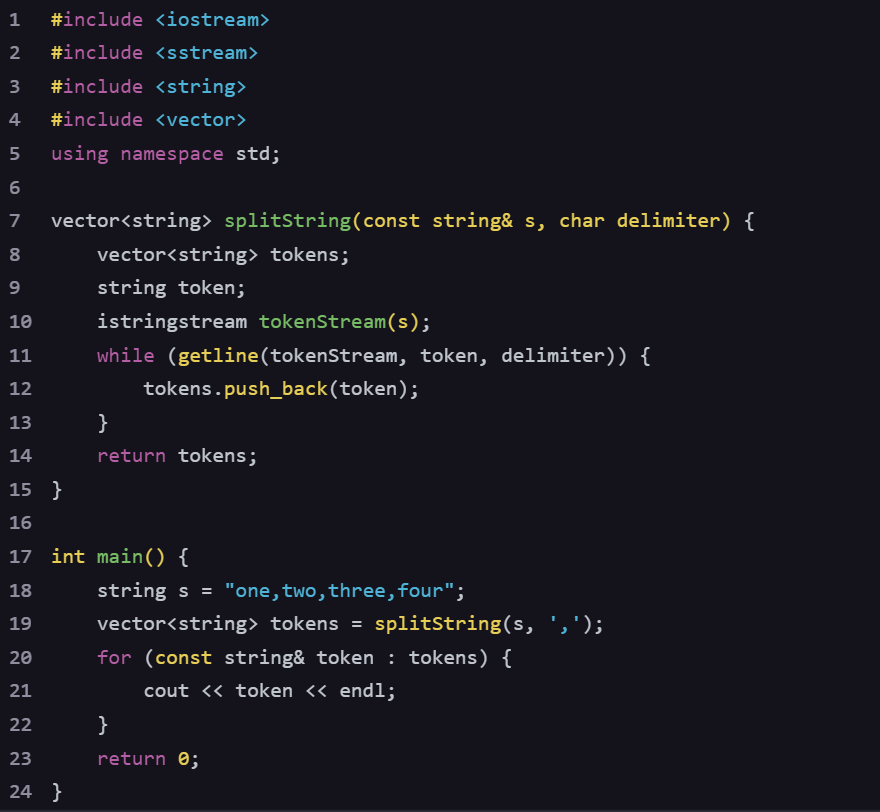 1 #include <iostream>
2 #include <sstream>
3 #include <string>
4 #include <vector>
5 using namespace std;
6
7 vector<string> splitString(const string& s, char delimiter) {
8     vector<string> tokens;
9     string token;
10     istringstream tokenStream(s);
11     while (getline(tokenStream, token, delimiter)) {
12         tokens.push_back(token);
13     }
14     return tokens;
15 }
16
17 int main() {
18     string s = "one,two,three,four";
19     vector<string> tokens = splitString(s, ',');
20     for (const string& token : tokens) {
21         cout << token << endl;
22     }
23     return 0;
24 }